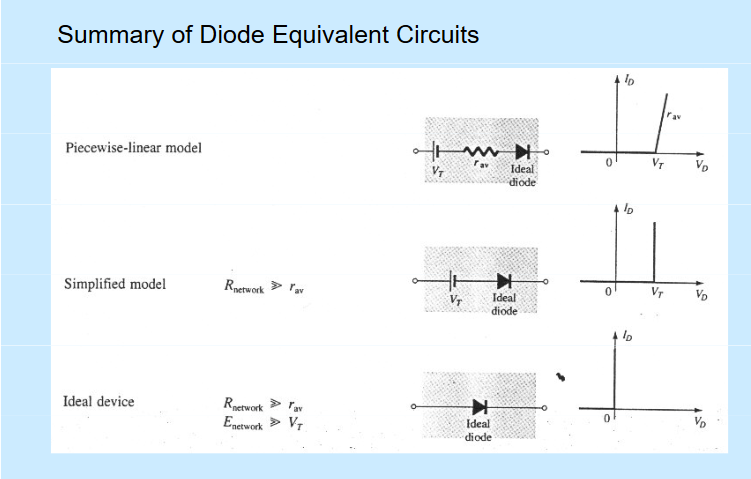 Summary of Diode Equivalent Circuits
Piecewise-linear model
V_T
r_av
Ideal
diode
I_D
r_av
0
V_T
V_D
Simplified model
R_network ≫ r_av
V_T
Ideal
diode
I_D
0
V_T
V_D
Ideal device
R_network ≫ r_av
E_network ≫ V_T
Ideal
diode
I_D
0
V_D